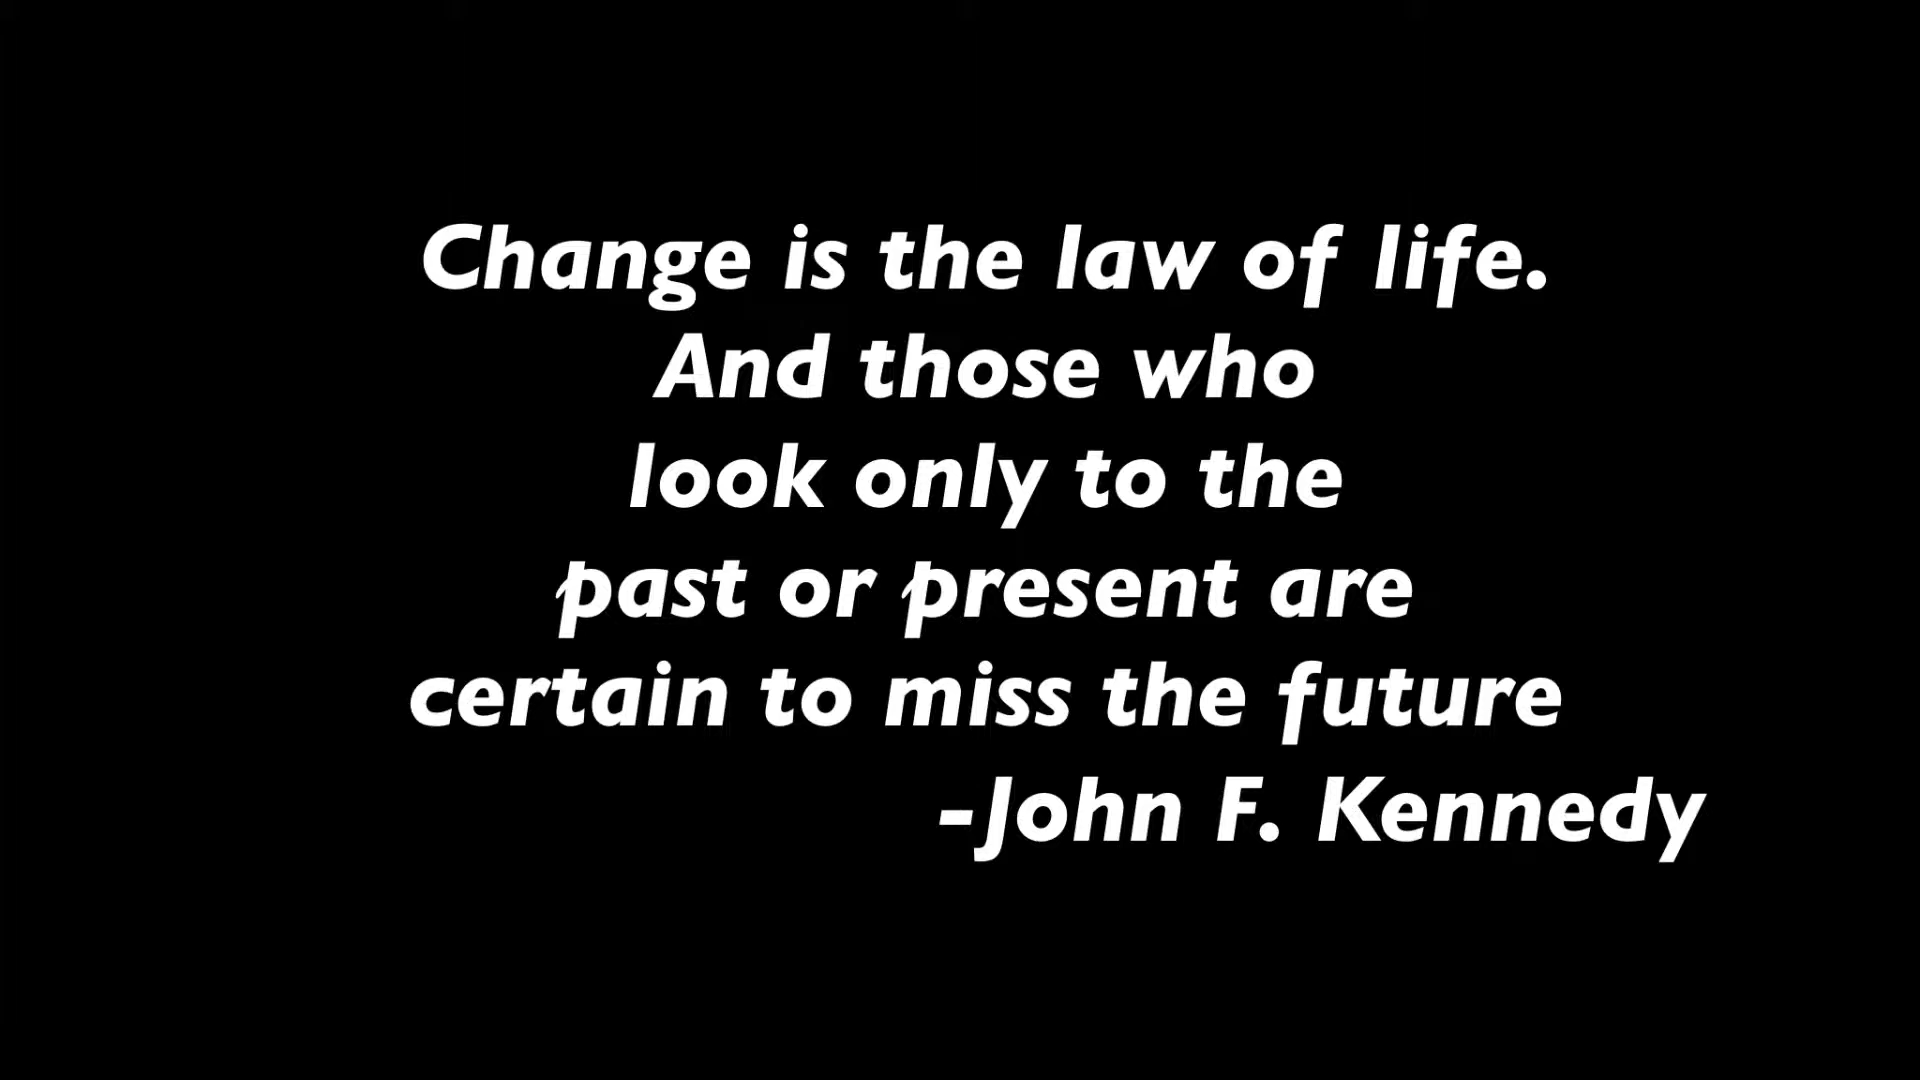 Change is the law of life.
And those who
look only to the
past or present are
certain to miss the future
-John F. Kennedy